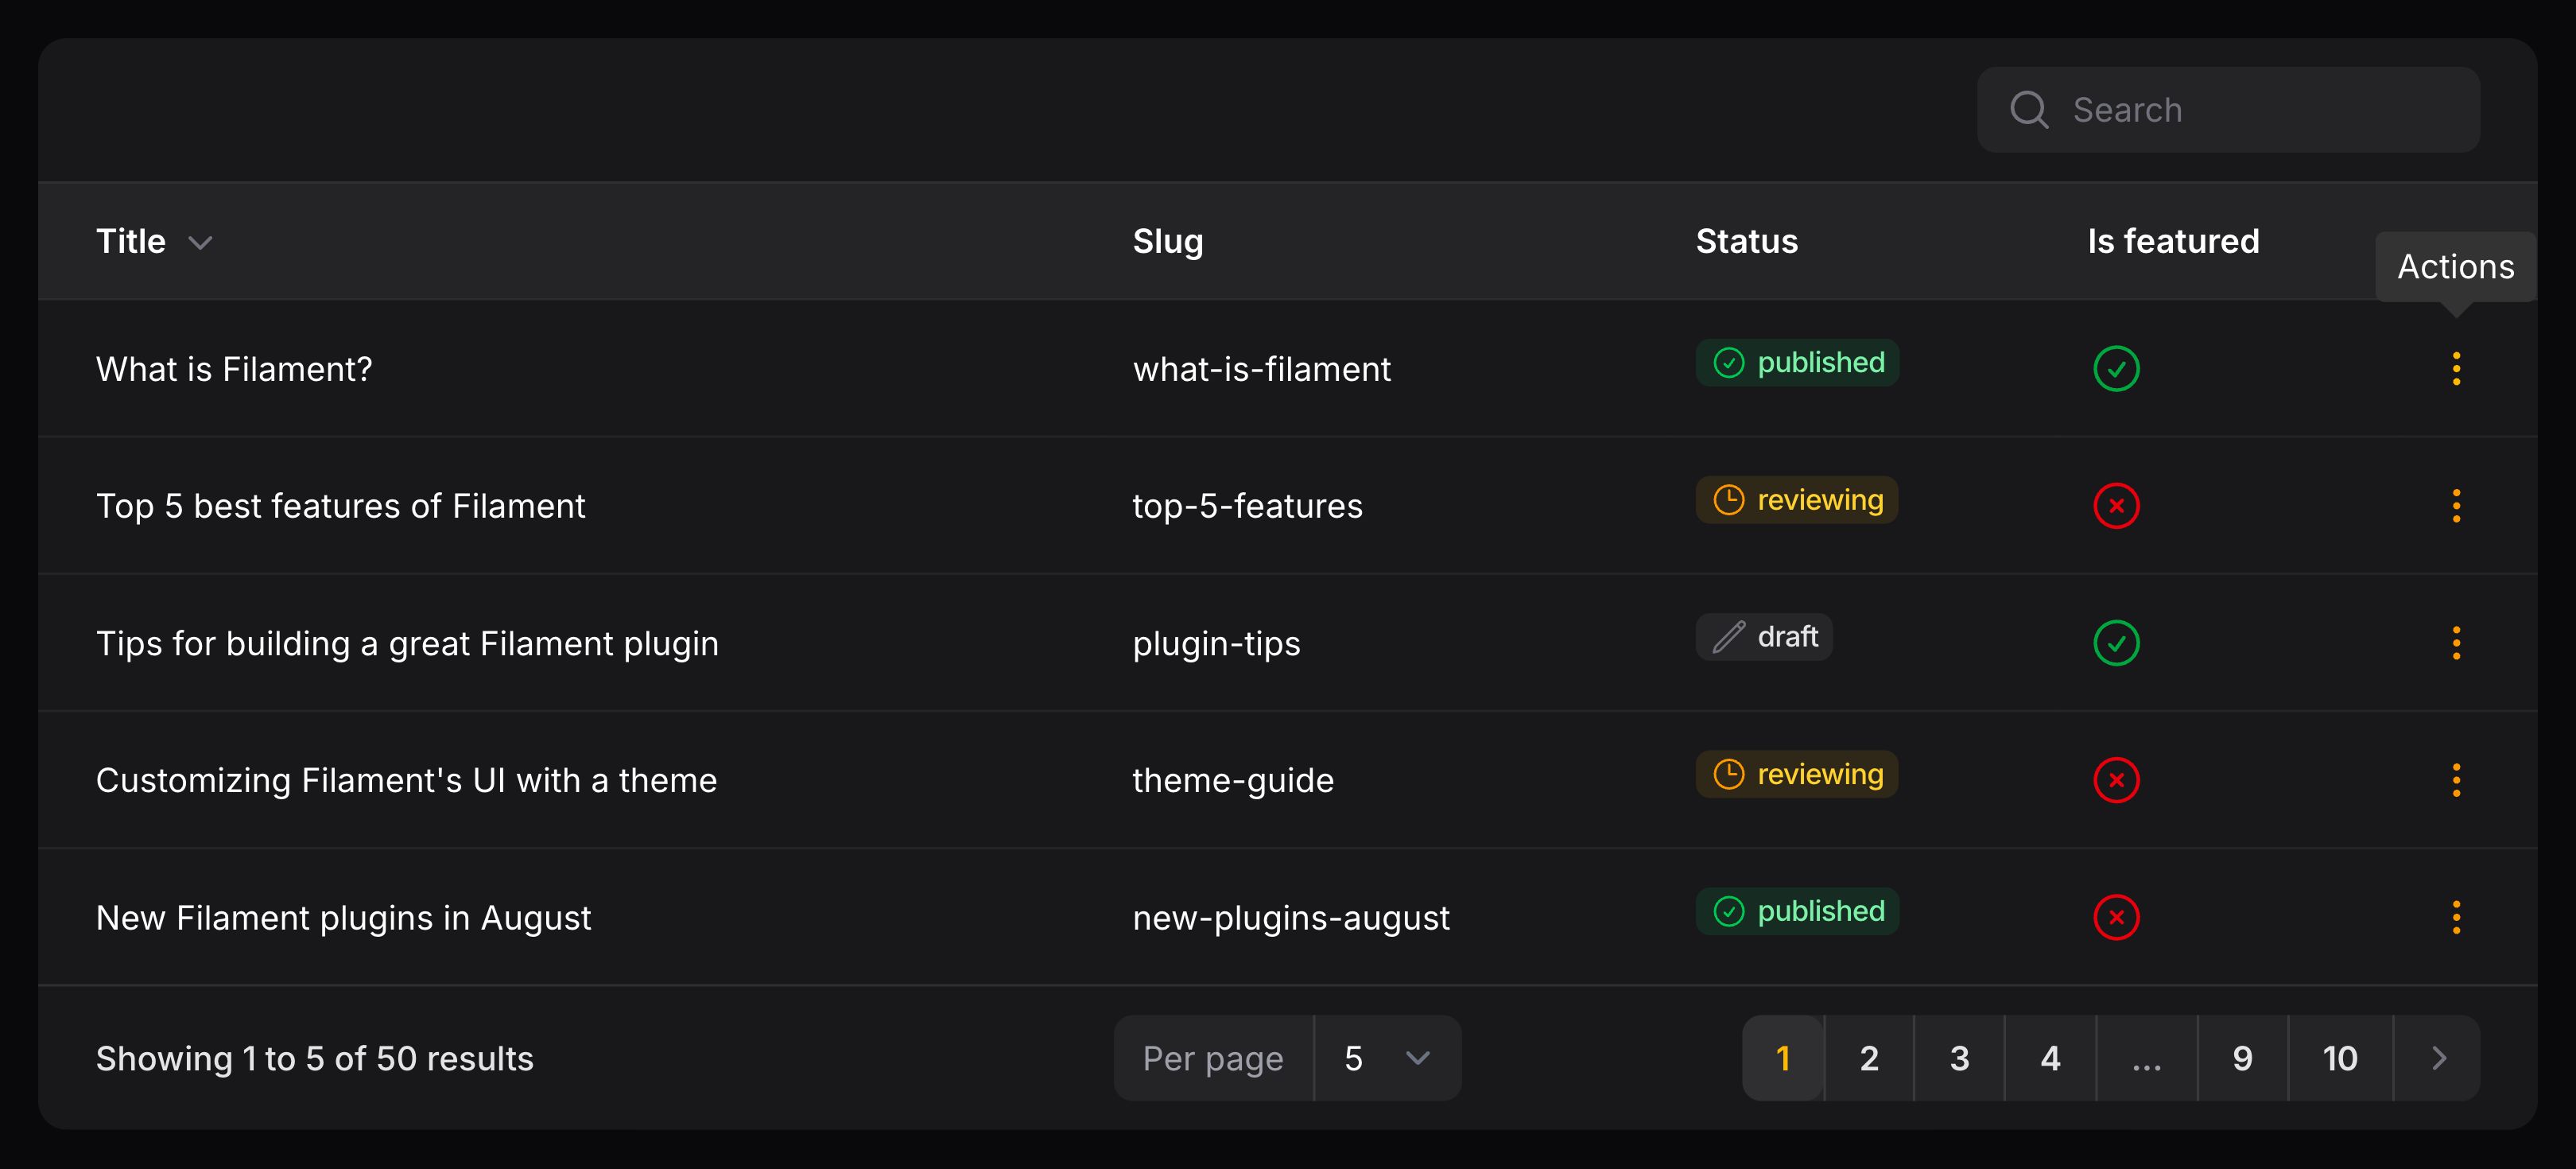 Search
Title Slug Status Is featured
Actions
What is Filament? what-is-filament published
Top 5 best features of Filament top-5-features reviewing
Tips for building a great Filament plugin plugin-tips draft
Customizing Filament's UI with a theme theme-guide reviewing
New Filament plugins in August new-plugins-august published
Showing 1 to 5 of 50 results Per page 5 1 2 3 4 ... 9 10